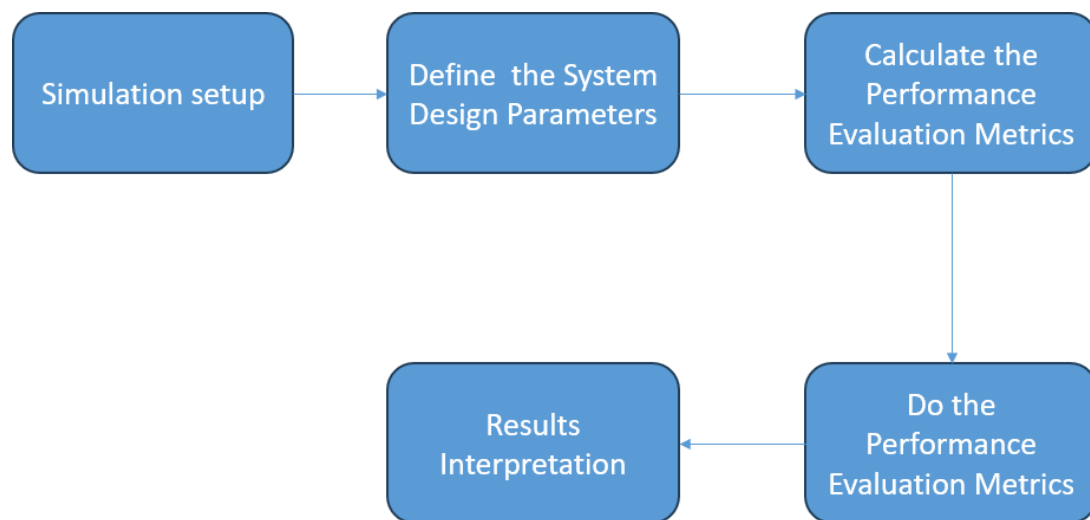 Simulation setup
Define  the System
Design Parameters
Calculate the
Performance
Evaluation Metrics
Do the
Performance
Evaluation Metrics
Results
Interpretation